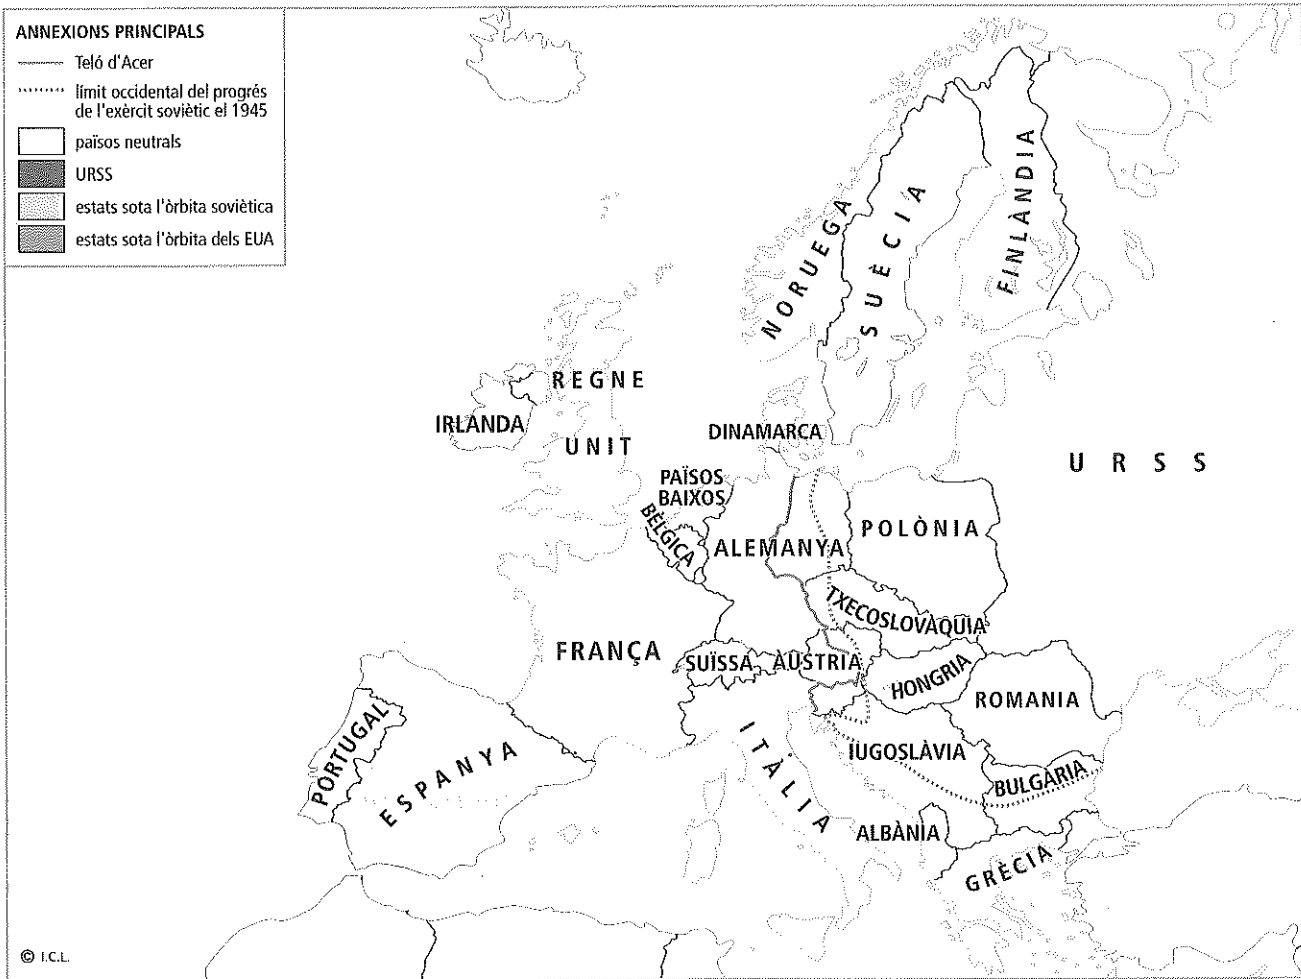 ANNEXIONS PRINCIPALS
Teló d'Acer
límit occidental del progrés
de l'exèrcit soviètic el 1945
països neutrals
URSS
estats sota l'òrbita soviètica
estats sota l'òrbita dels EUA
NORUEGA
SUÈCIA
FINLÀNDIA
REGNE
UNIT
IRLANDA
DINAMARCA
URSS
PAÏSOS
BAIXOS
BÈLGICA
ALEMANYA
POLÒNIA
TXECOSLOVÀQUIA
FRANÇA
SUÏSSA
ÀUSTRIA
HONGRIA
ROMANIA
PORTUGAL
ESPANYA
ITÀLIA
IUGOSLÀVIA
BULGÀRIA
ALBÀNIA
GRÈCIA
© I.C.L.